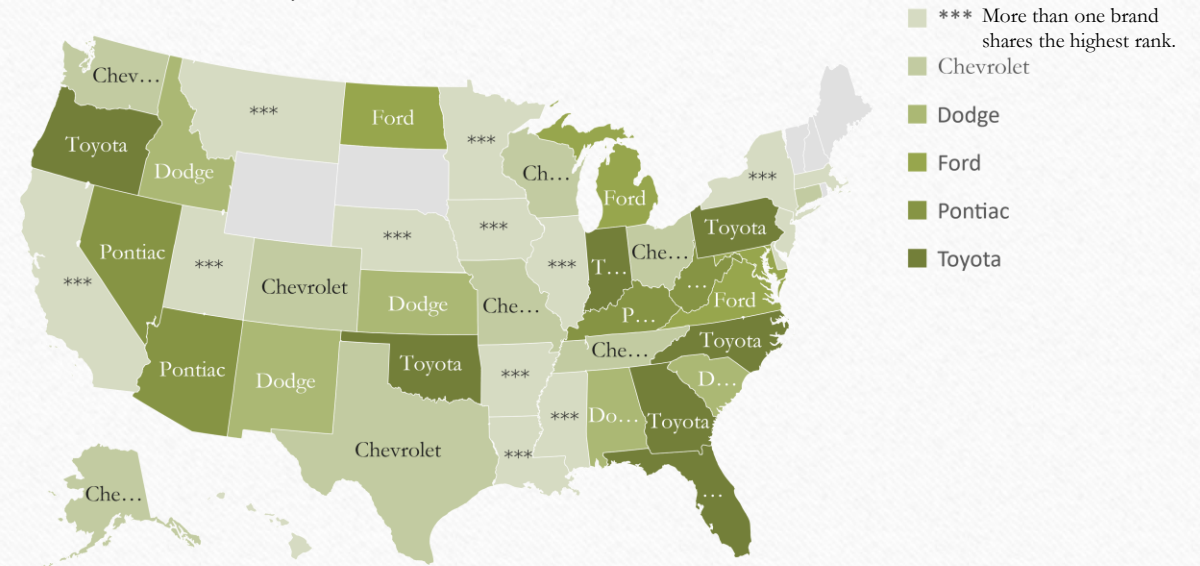 *** More than one brand
shares the highest rank.
Chevrolet
Dodge
Ford
Pontiac
Toyota
Chev...
***
Ford
***
Toyota
Dodge
Ch...
***
Ford
Pontiac
***
***
***
***
T...
Che...
Toyota
***
Chevrolet
Dodge
Che...
P...
...
Ford
Pontiac
Dodge
Toyota
***
Che...
Toyota
D...
Chevrolet
***
***
Do...
Toyota
Che...
...